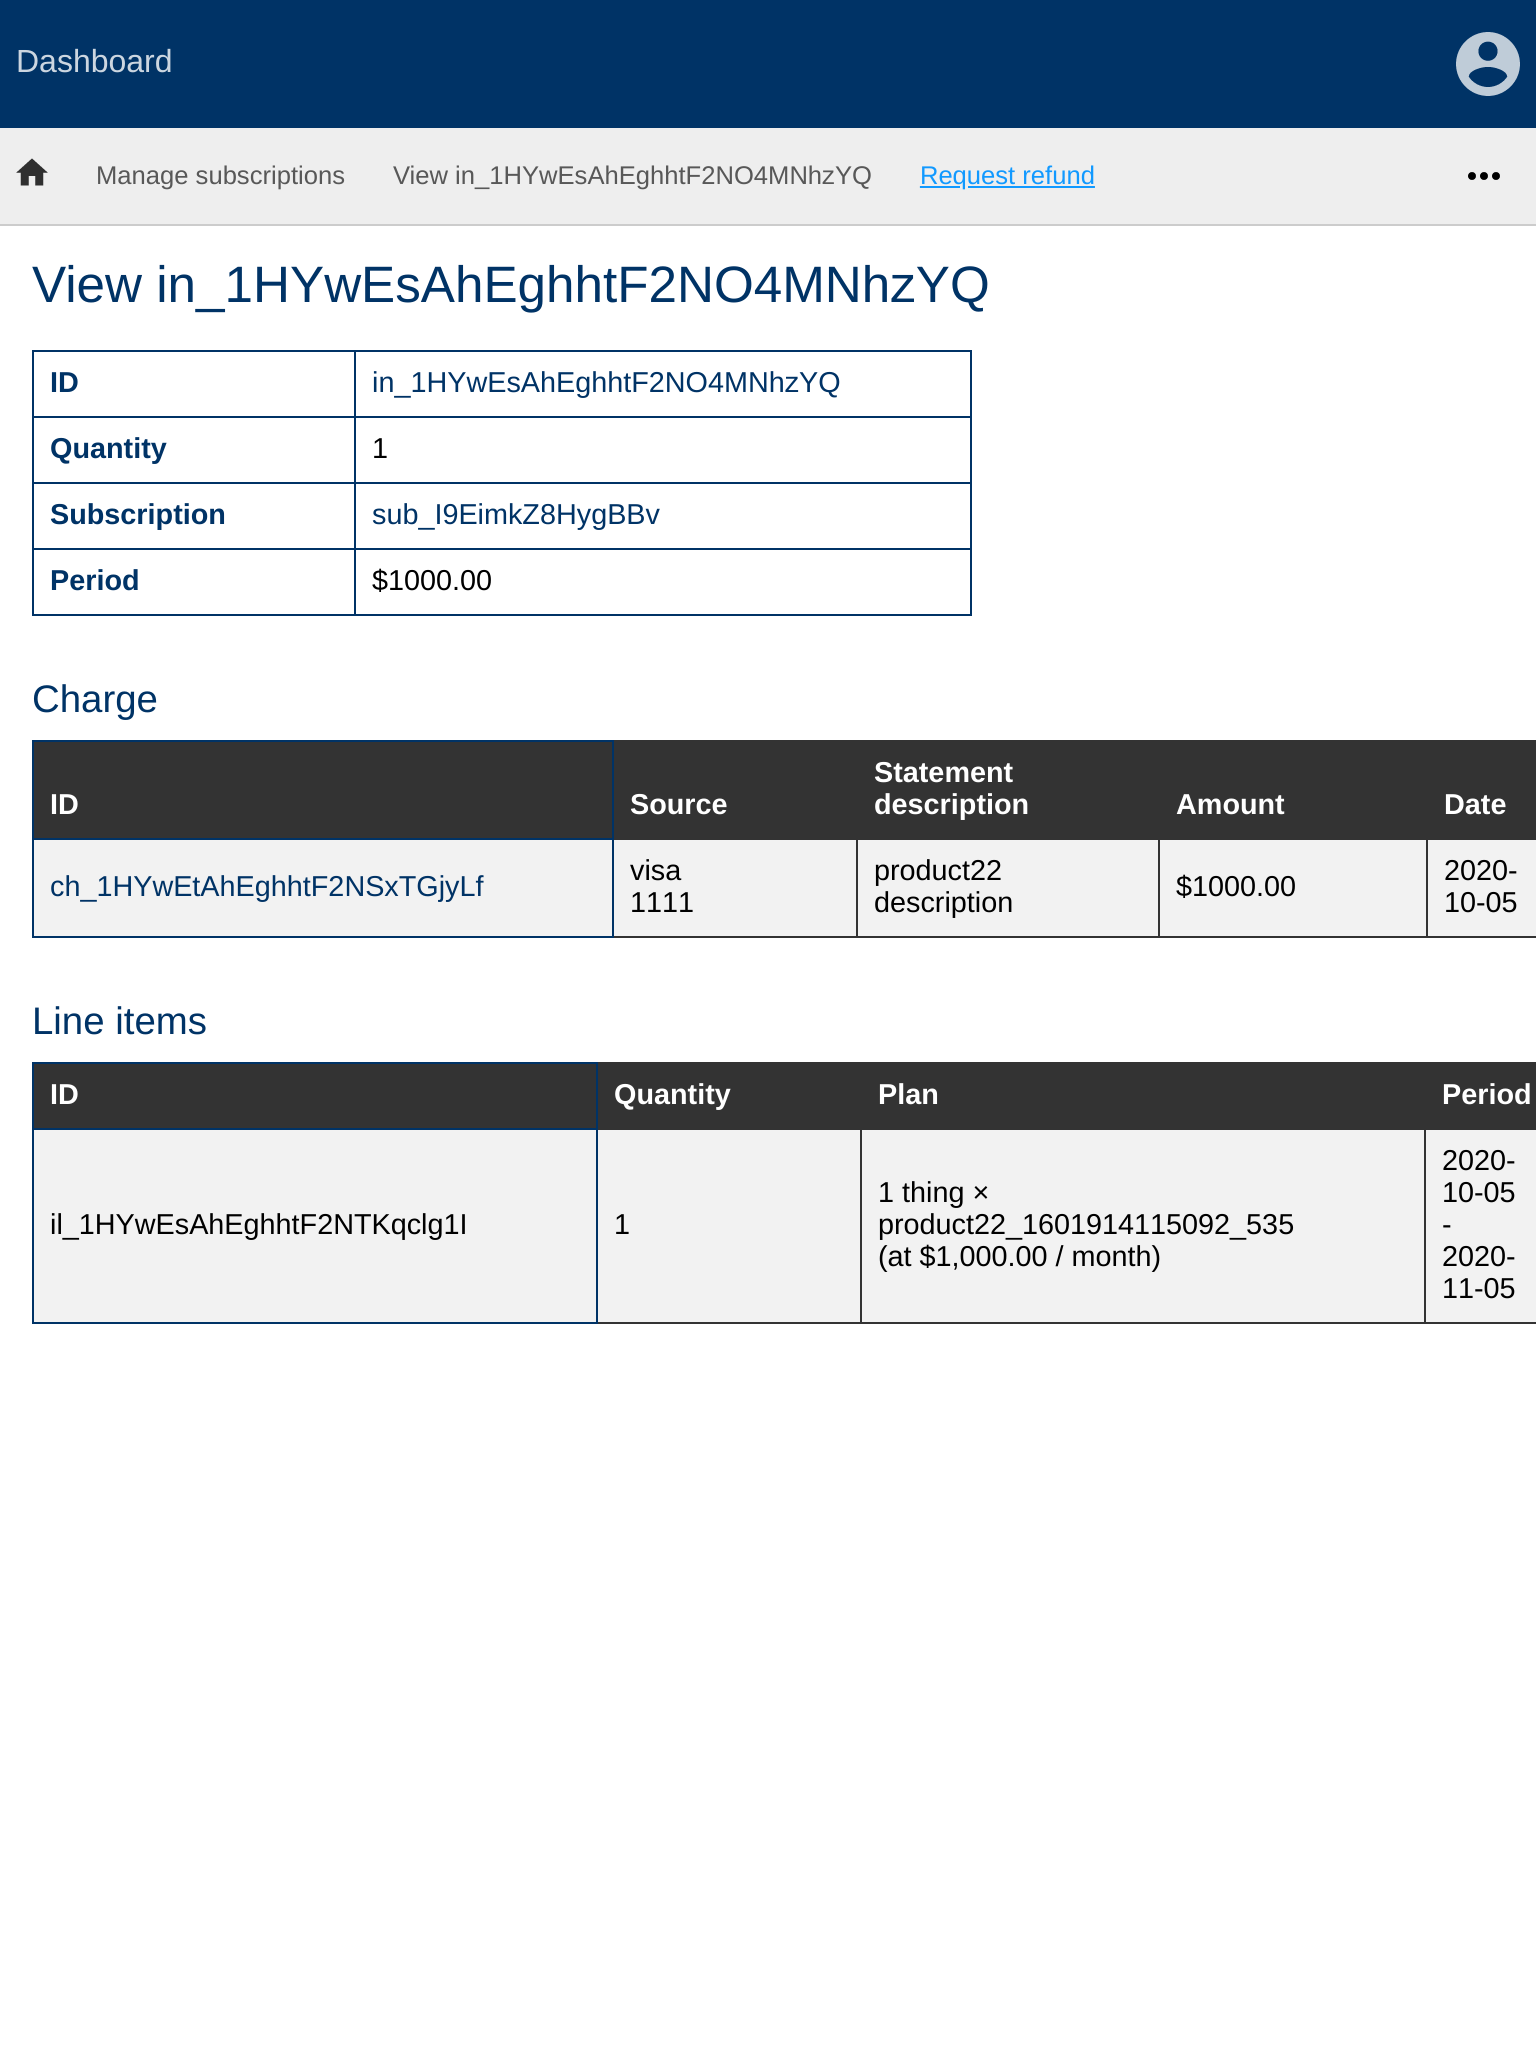 Dashboard
Manage subscriptions View in_1HYwEsAhEghhtF2NO4MNhzYQ Request refund
View in_1HYwEsAhEghhtF2NO4MNhzYQ
ID in_1HYwEsAhEghhtF2NO4MNhzYQ
Quantity 1
Subscription sub_I9EimkZ8HygBBv
Period $1000.00
Charge
ID Source Statement description Amount Date
ch_1HYwEtAhEghhtF2NSxTGjyLf visa 1111 product22 description $1000.00 2020-10-05
Line items
ID Quantity Plan Period
il_1HYwEsAhEghhtF2NTKqclg1I 1 1 thing × product22_1601914115092_535 (at $1,000.00 / month) 2020-10-05 - 2020-11-05